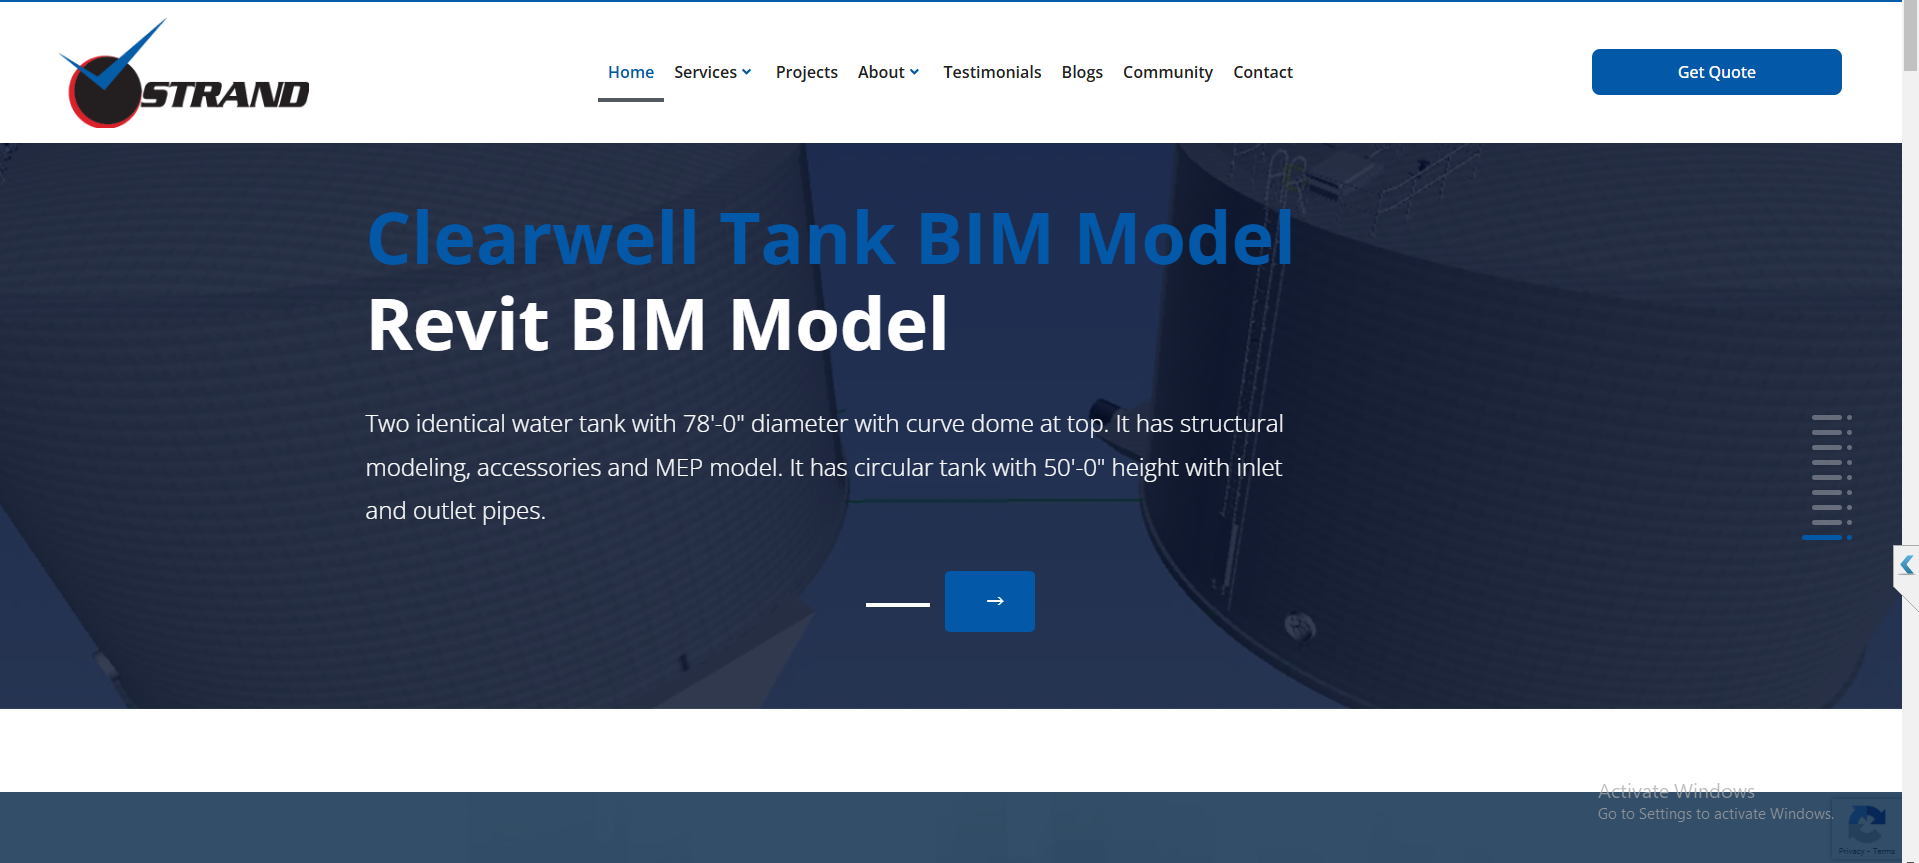 STRAND
Home Services Projects About Testimonials Blogs Community Contact
Get Quote
Clearwell Tank BIM Model
Revit BIM Model
Two identical water tank with 78'-0" diameter with curve dome at top. It has structural
modeling, accessories and MEP model. It has circular tank with 50'-0" height with inlet
and outlet pipes.
Activate Windows
Go to Settings to activate Windows.
Privacy - Terms